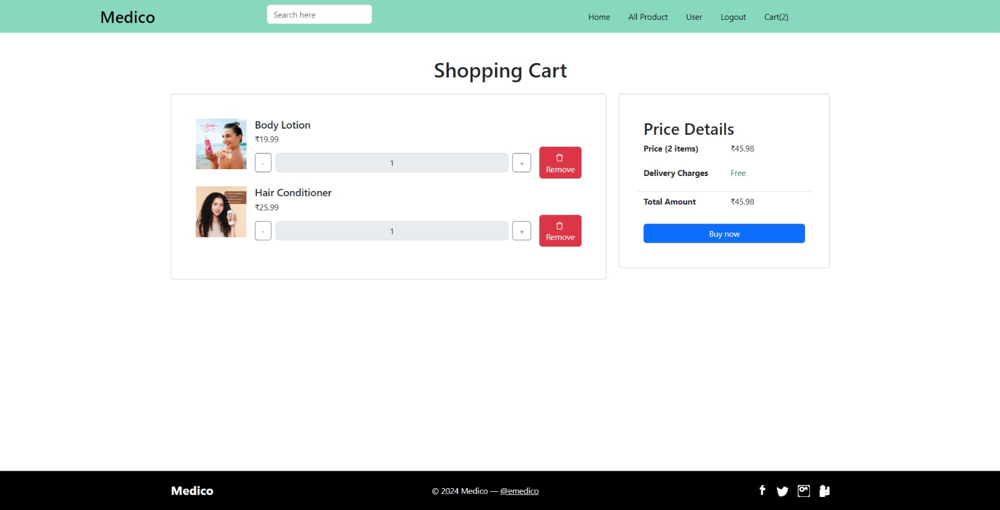 Medico
Search here
Home
All Product
User
Logout
Cart(2)
Shopping Cart
Body Lotion
₹19.99
-
1
+
Remove
Hair Conditioner
₹25.99
-
1
+
Remove
Price Details
Price (2 items) ₹45.98
Delivery Charges Free
Total Amount ₹45.98
Buy now
Medico
© 2024 Medico — @emedico